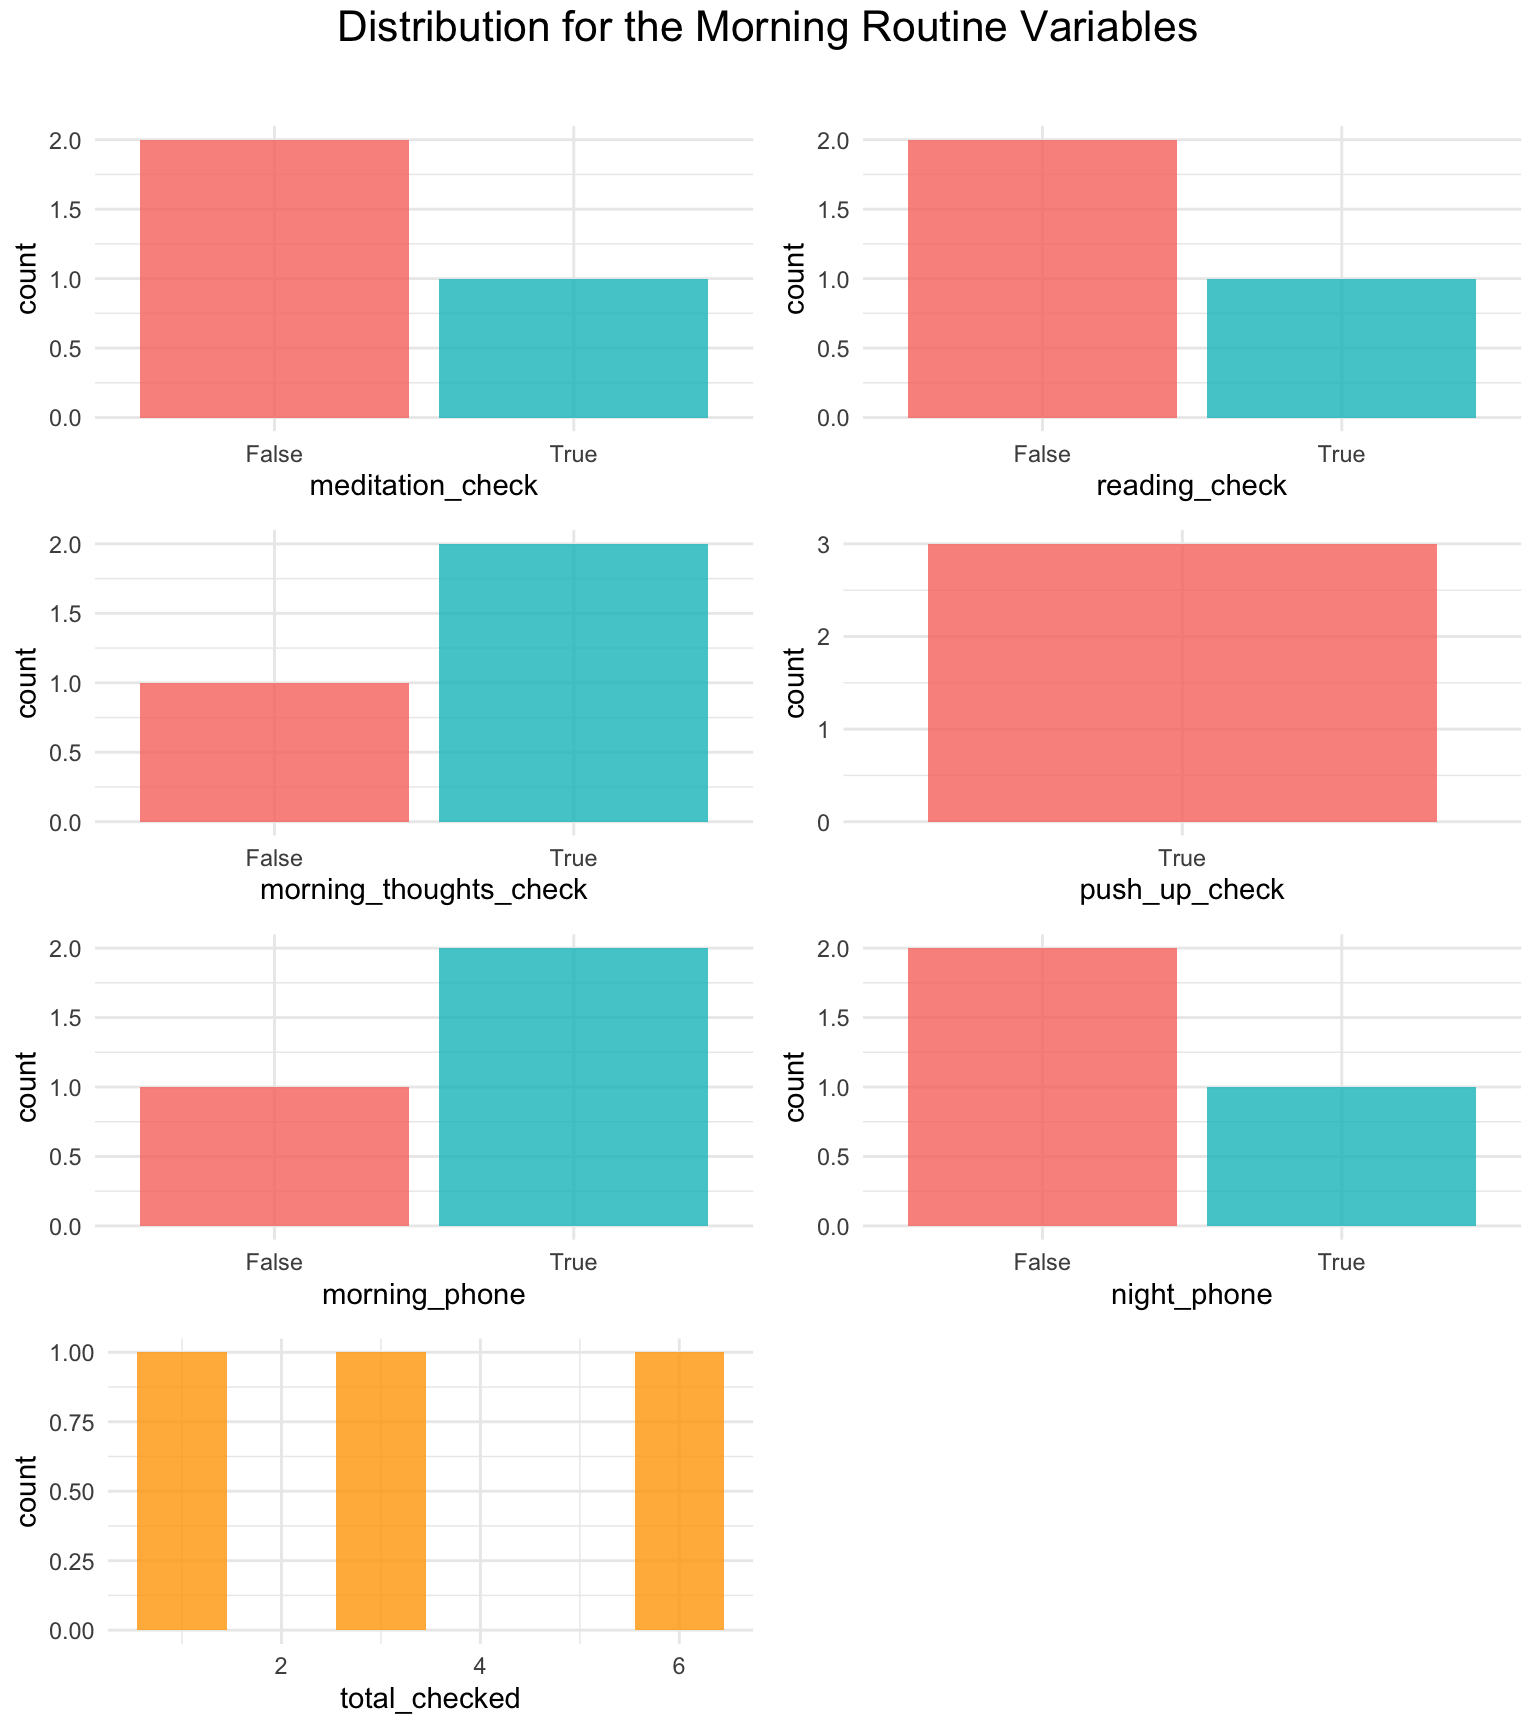 Distribution for the Morning Routine Variables
2.0
1.5
1.0
0.5
0.0
count
False
True
meditation_check
2.0
1.5
1.0
0.5
0.0
count
False
True
reading_check
2.0
1.5
1.0
0.5
0.0
count
False
True
morning_thoughts_check
3
2
1
0
count
True
push_up_check
2.0
1.5
1.0
0.5
0.0
count
False
True
morning_phone
2.0
1.5
1.0
0.5
0.0
count
False
True
night_phone
1.00
0.75
0.50
0.25
0.00
count
2
4
6
total_checked